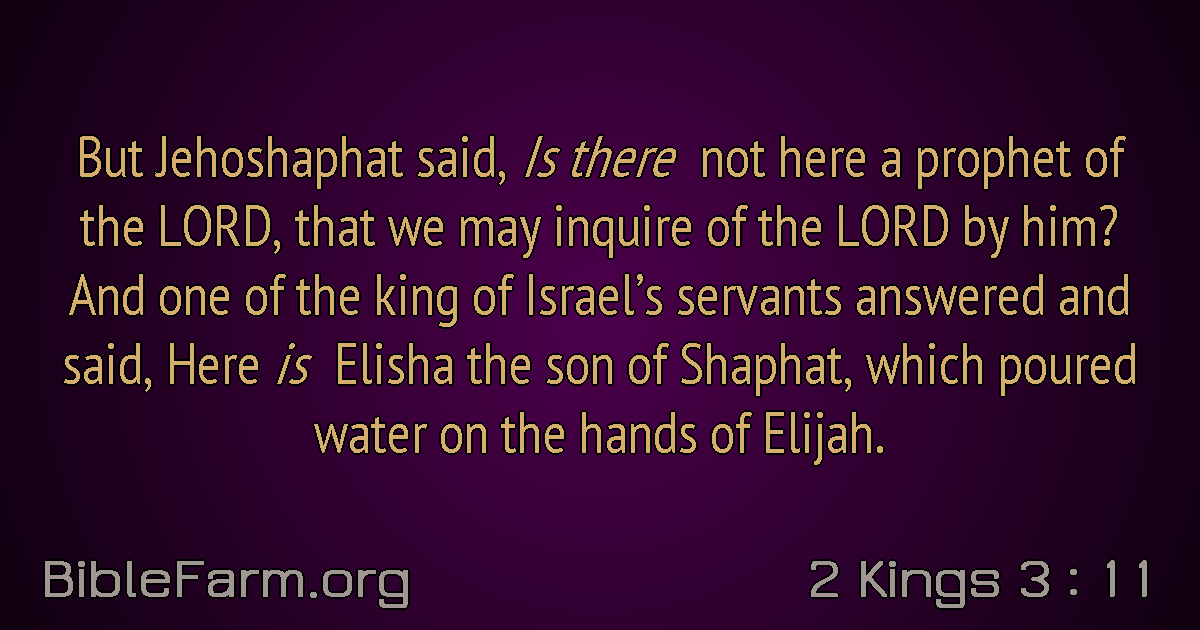 But Jehoshaphat said, Is there not here a prophet of
the LORD, that we may inquire of the LORD by him?
And one of the king of Israel’s servants answered and
said, Here is Elisha the son of Shaphat, which poured
water on the hands of Elijah.
BibleFarm.org
2 Kings 3 : 11